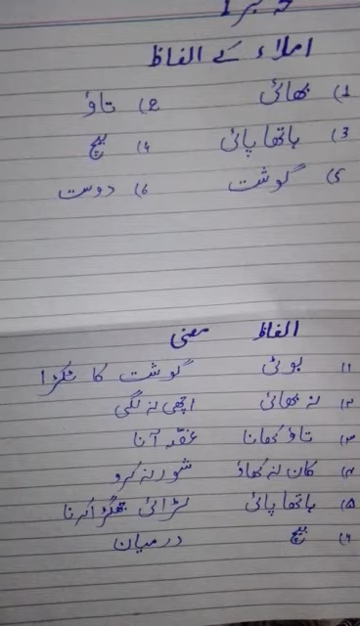 نمبر 1
املاء کے الفاظ
1) بھائی 2) تاؤ
3) ہاتھا پائی 4) بیچ
5) گوشت 6) دوست
الفاظ معنی
1) بوٹی گوشت کا ٹکڑا
2) نہ بھائی اچھی نہ لگی
3) تاؤ کھانا غصہ آنا
4) کان نہ کھاؤ شور نہ کرو
5) ہاتھا پائی لڑائی جھگڑا کرنا
6) بیچ درمیان